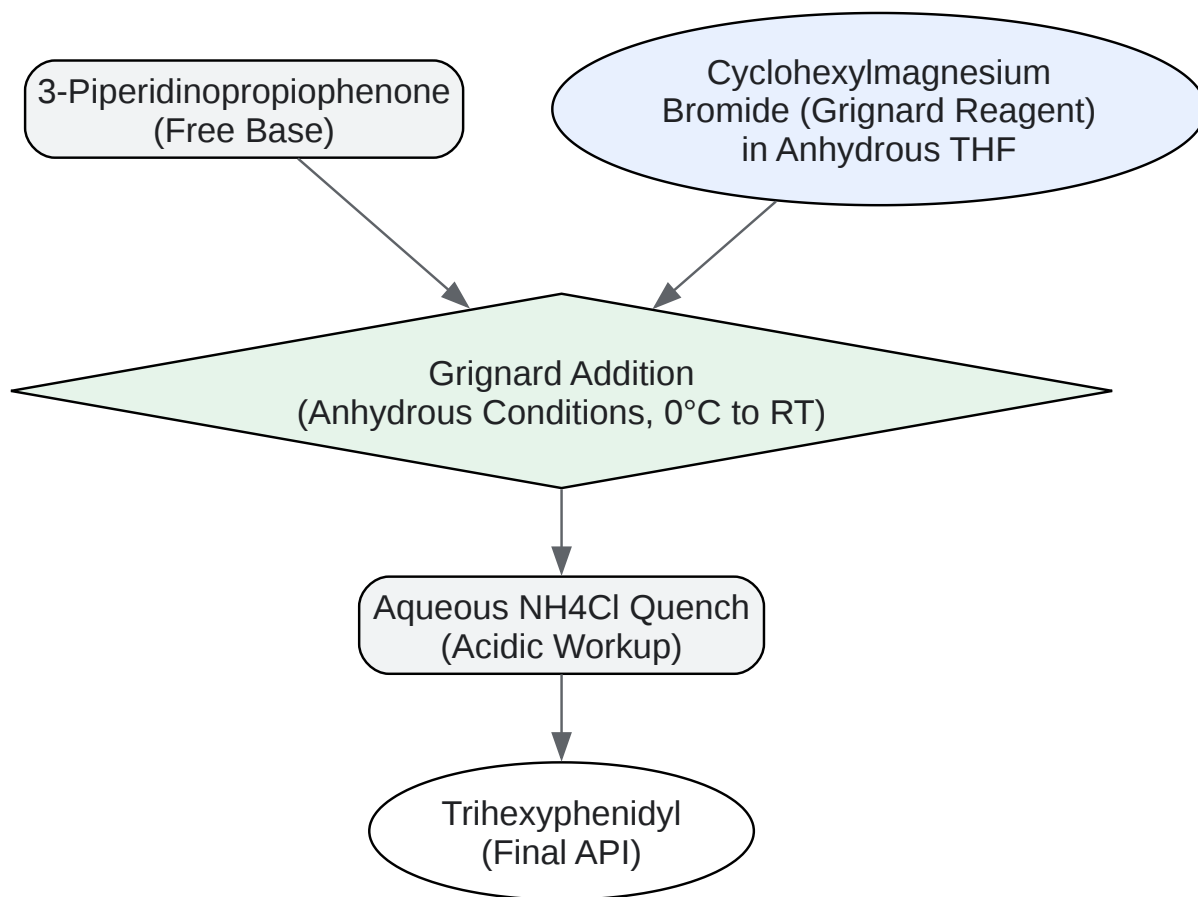 3-Piperidinopropiophenone
(Free Base)
Cyclohexylmagnesium
Bromide (Grignard Reagent)
in Anhydrous THF
Grignard Addition
(Anhydrous Conditions, 0°C to RT)
Aqueous NH4Cl Quench
(Acidic Workup)
Trihexyphenidyl
(Final API)